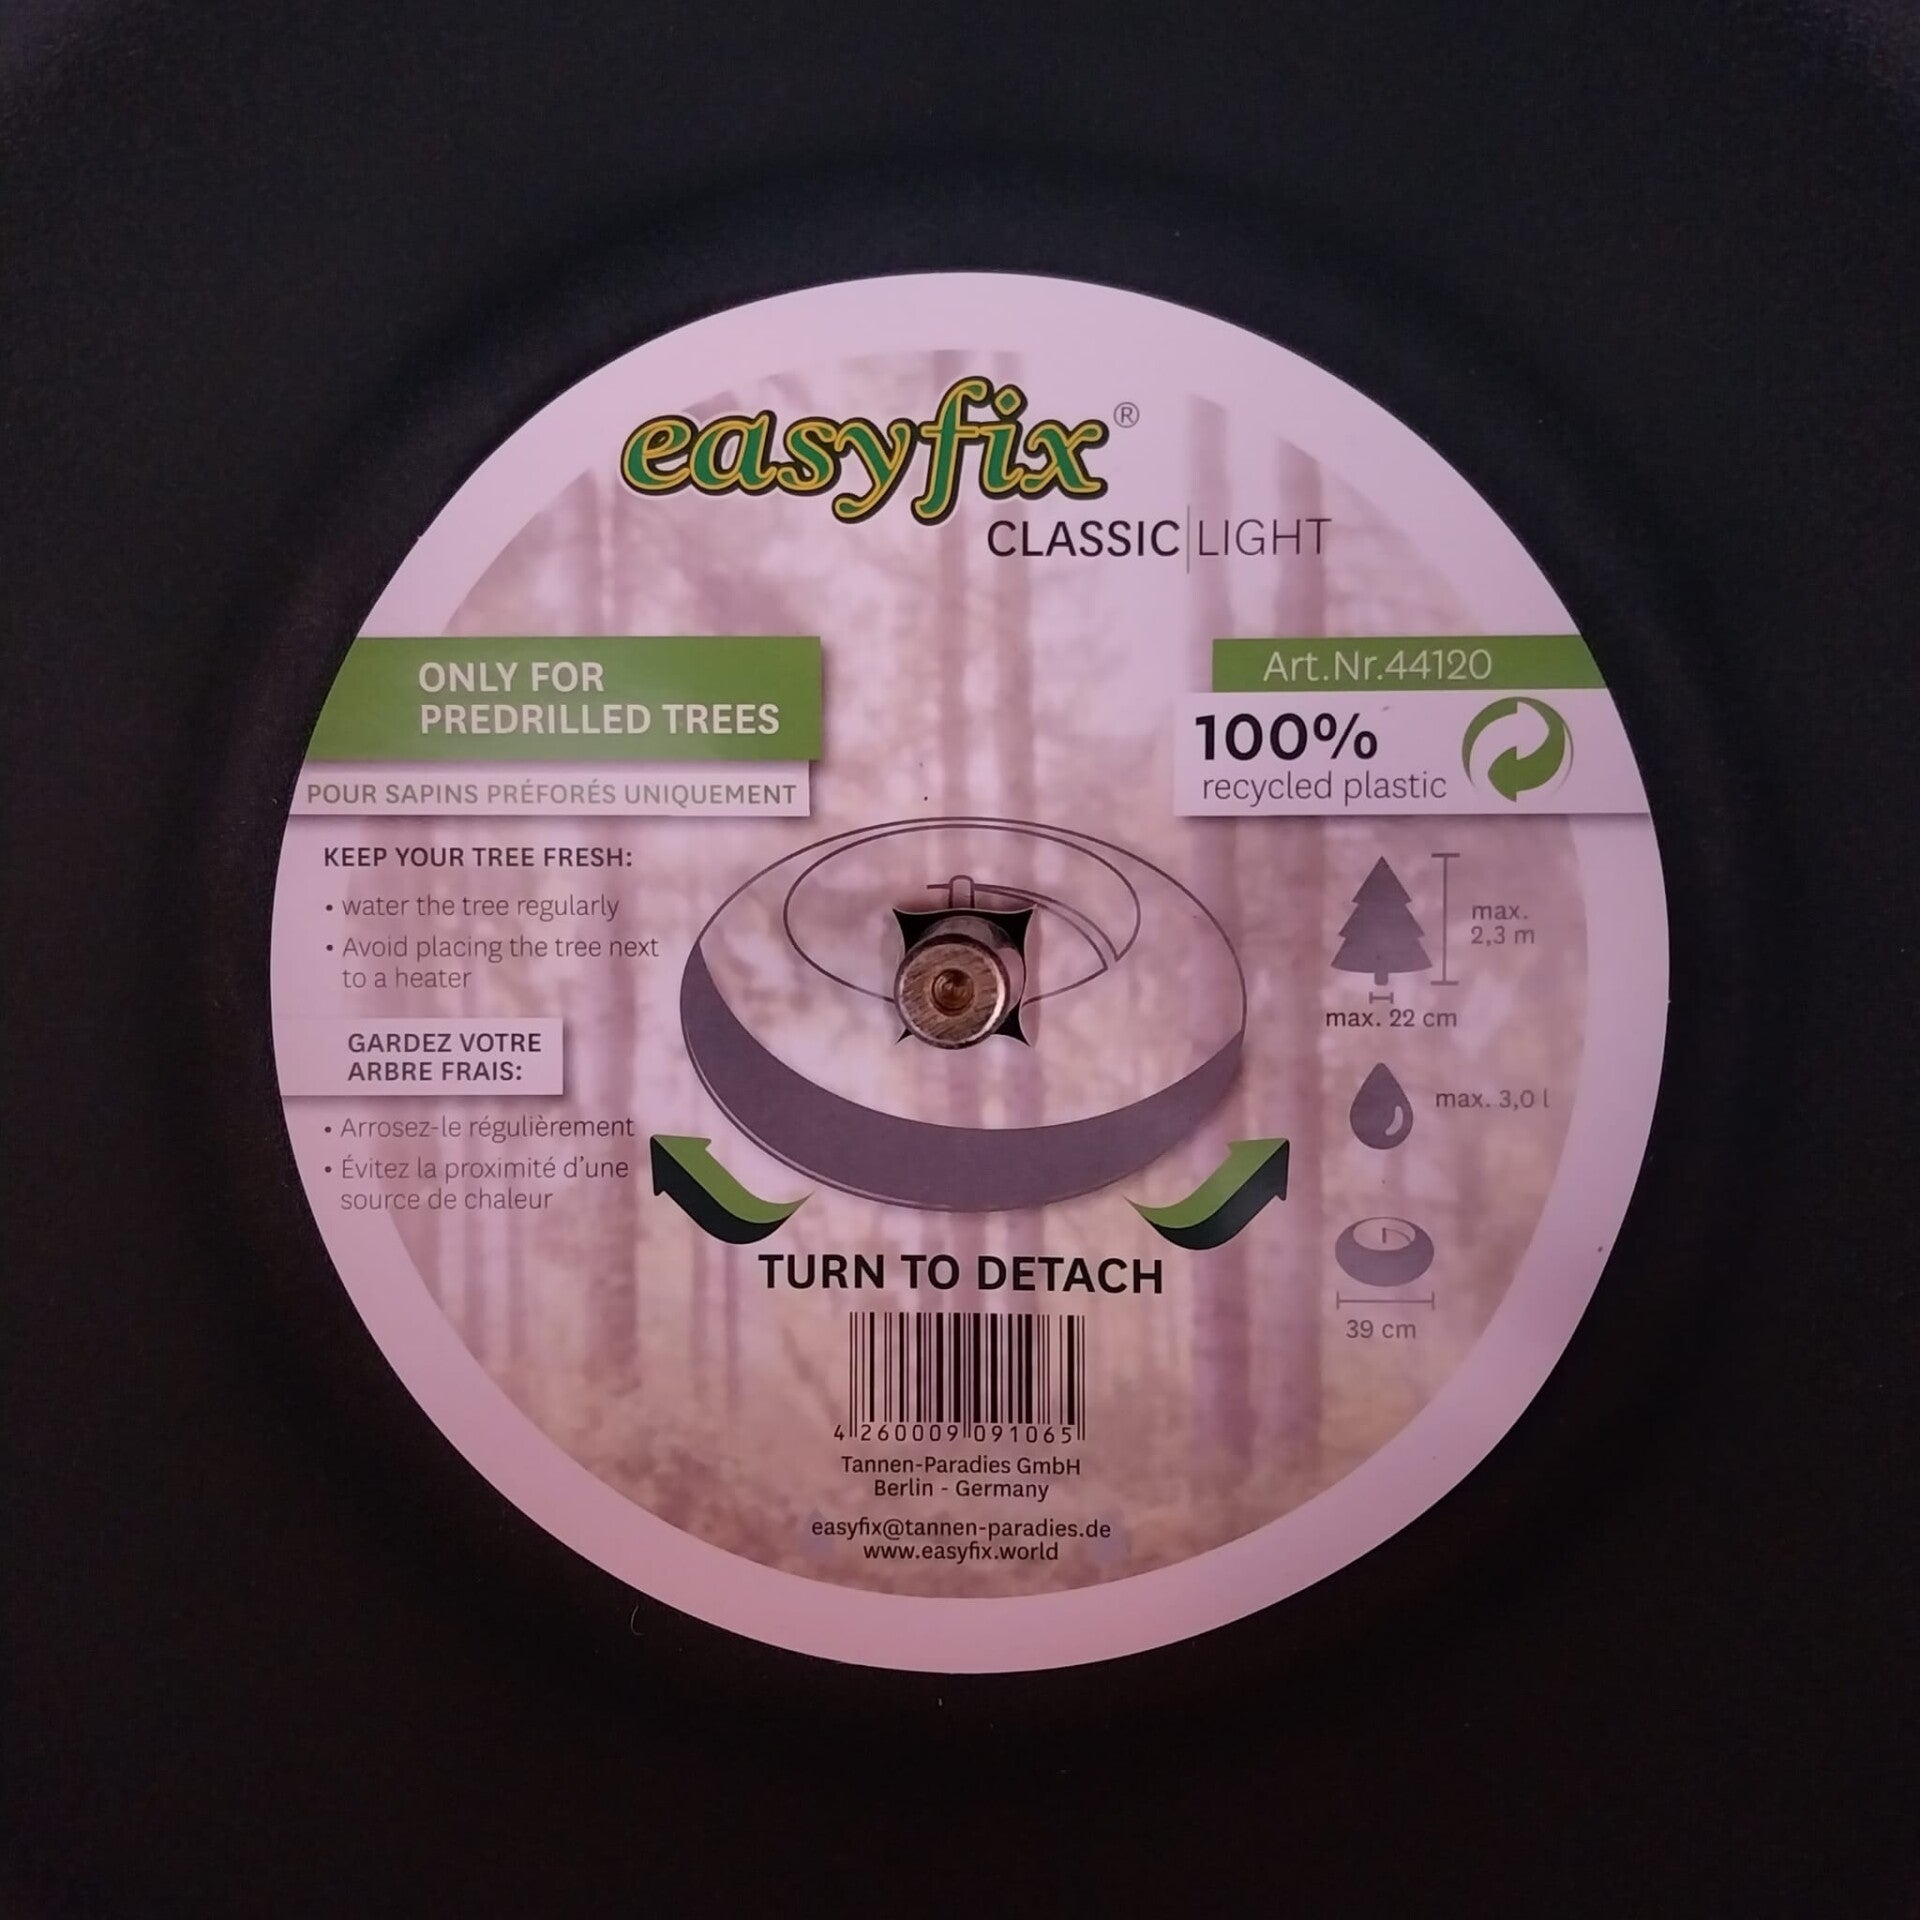 easyfix®
CLASSIC|LIGHT
ONLY FOR
PREDRILLED TREES
POUR SAPINS PRÉFORÉS UNIQUEMENT
Art.Nr.44120
100%
recycled plastic
KEEP YOUR TREE FRESH:
• water the tree regularly
• Avoid placing the tree next
to a heater
GARDEZ VOTRE
ARBRE FRAIS:
• Arrosez-le régulièrement
• Évitez la proximité d'une
source de chaleur
max.
2,3 m
max. 22 cm
max. 3,0 l
39 cm
TURN TO DETACH
4 260009 091065
Tannen-Paradies GmbH
Berlin - Germany
easyfix@tannen-paradies.de
www.easyfix.world